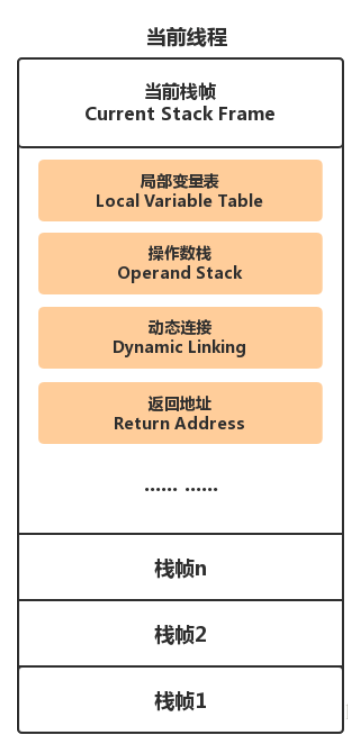 当前线程
当前栈帧
Current Stack Frame
局部变量表
Local Variable Table
操作数栈
Operand Stack
动态连接
Dynamic Linking
返回地址
Return Address
...... ......
栈帧n
栈帧2
栈帧1